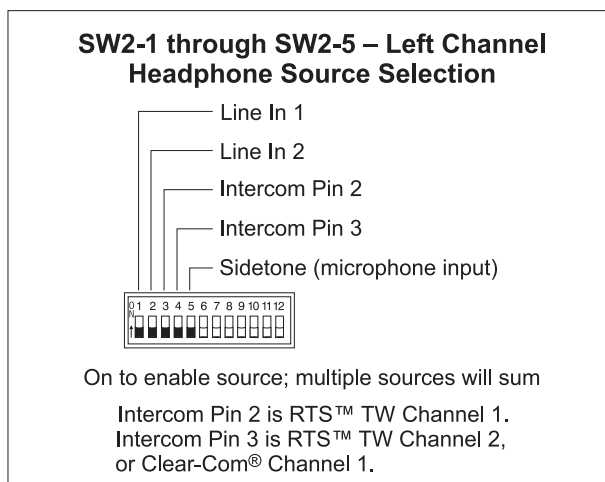 SW2-1 through SW2-5 – Left Channel
Headphone Source Selection
Line In 1
Line In 2
Intercom Pin 2
Intercom Pin 3
Sidetone (microphone input)
ON 1 2 3 4 5 6 7 8 9 10 11 12
On to enable source; multiple sources will sum
Intercom Pin 2 is RTS™ TW Channel 1.
Intercom Pin 3 is RTS™ TW Channel 2,
or Clear-Com® Channel 1.